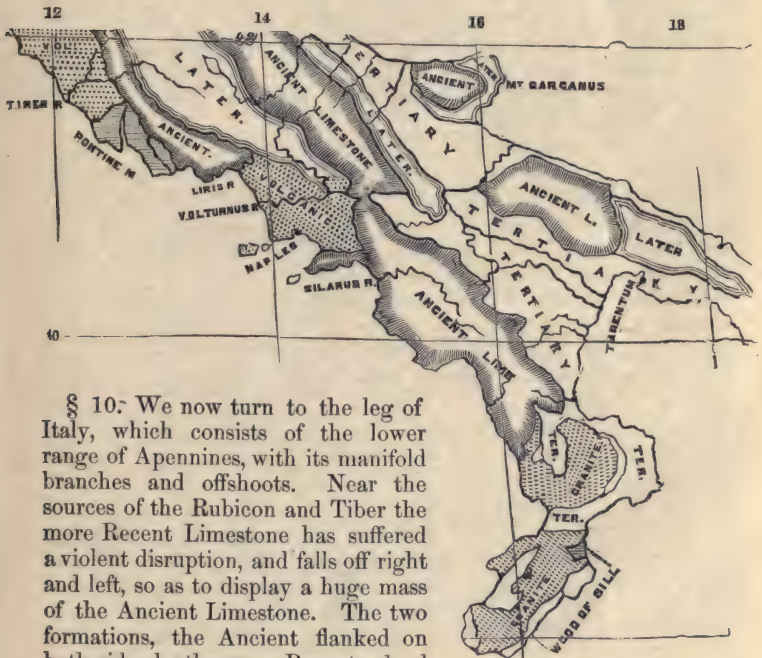 12
14
16
18
VOL.
LATER.
ANCIENT
LIMESTONE
LATER.
ERTIARY
ANCIENT
LATER
MT GARGANUS
TIBER R
PONTINE M
ANCIENT.
LIRIS R
VOLTURNUS R
VOLCANIC
NAPLES
SILARUS R.
ANCIENT L.
LATER
TERTIARY.
TERTINRY
TARENTUM
ANCIENT LIME
40
TER.
GRANITE
TER.
TER.
GRANITE
WOOD OF SILL
§ 10. We now turn to the leg of
Italy, which consists of the lower
range of Apennines, with its manifold
branches and offshoots. Near the
sources of the Rubicon and Tiber the
more Recent Limestone has suffered
a violent disruption, and falls off right
and left, so as to display a huge mass
of the Ancient Limestone. The two
formations, the Ancient flanked on